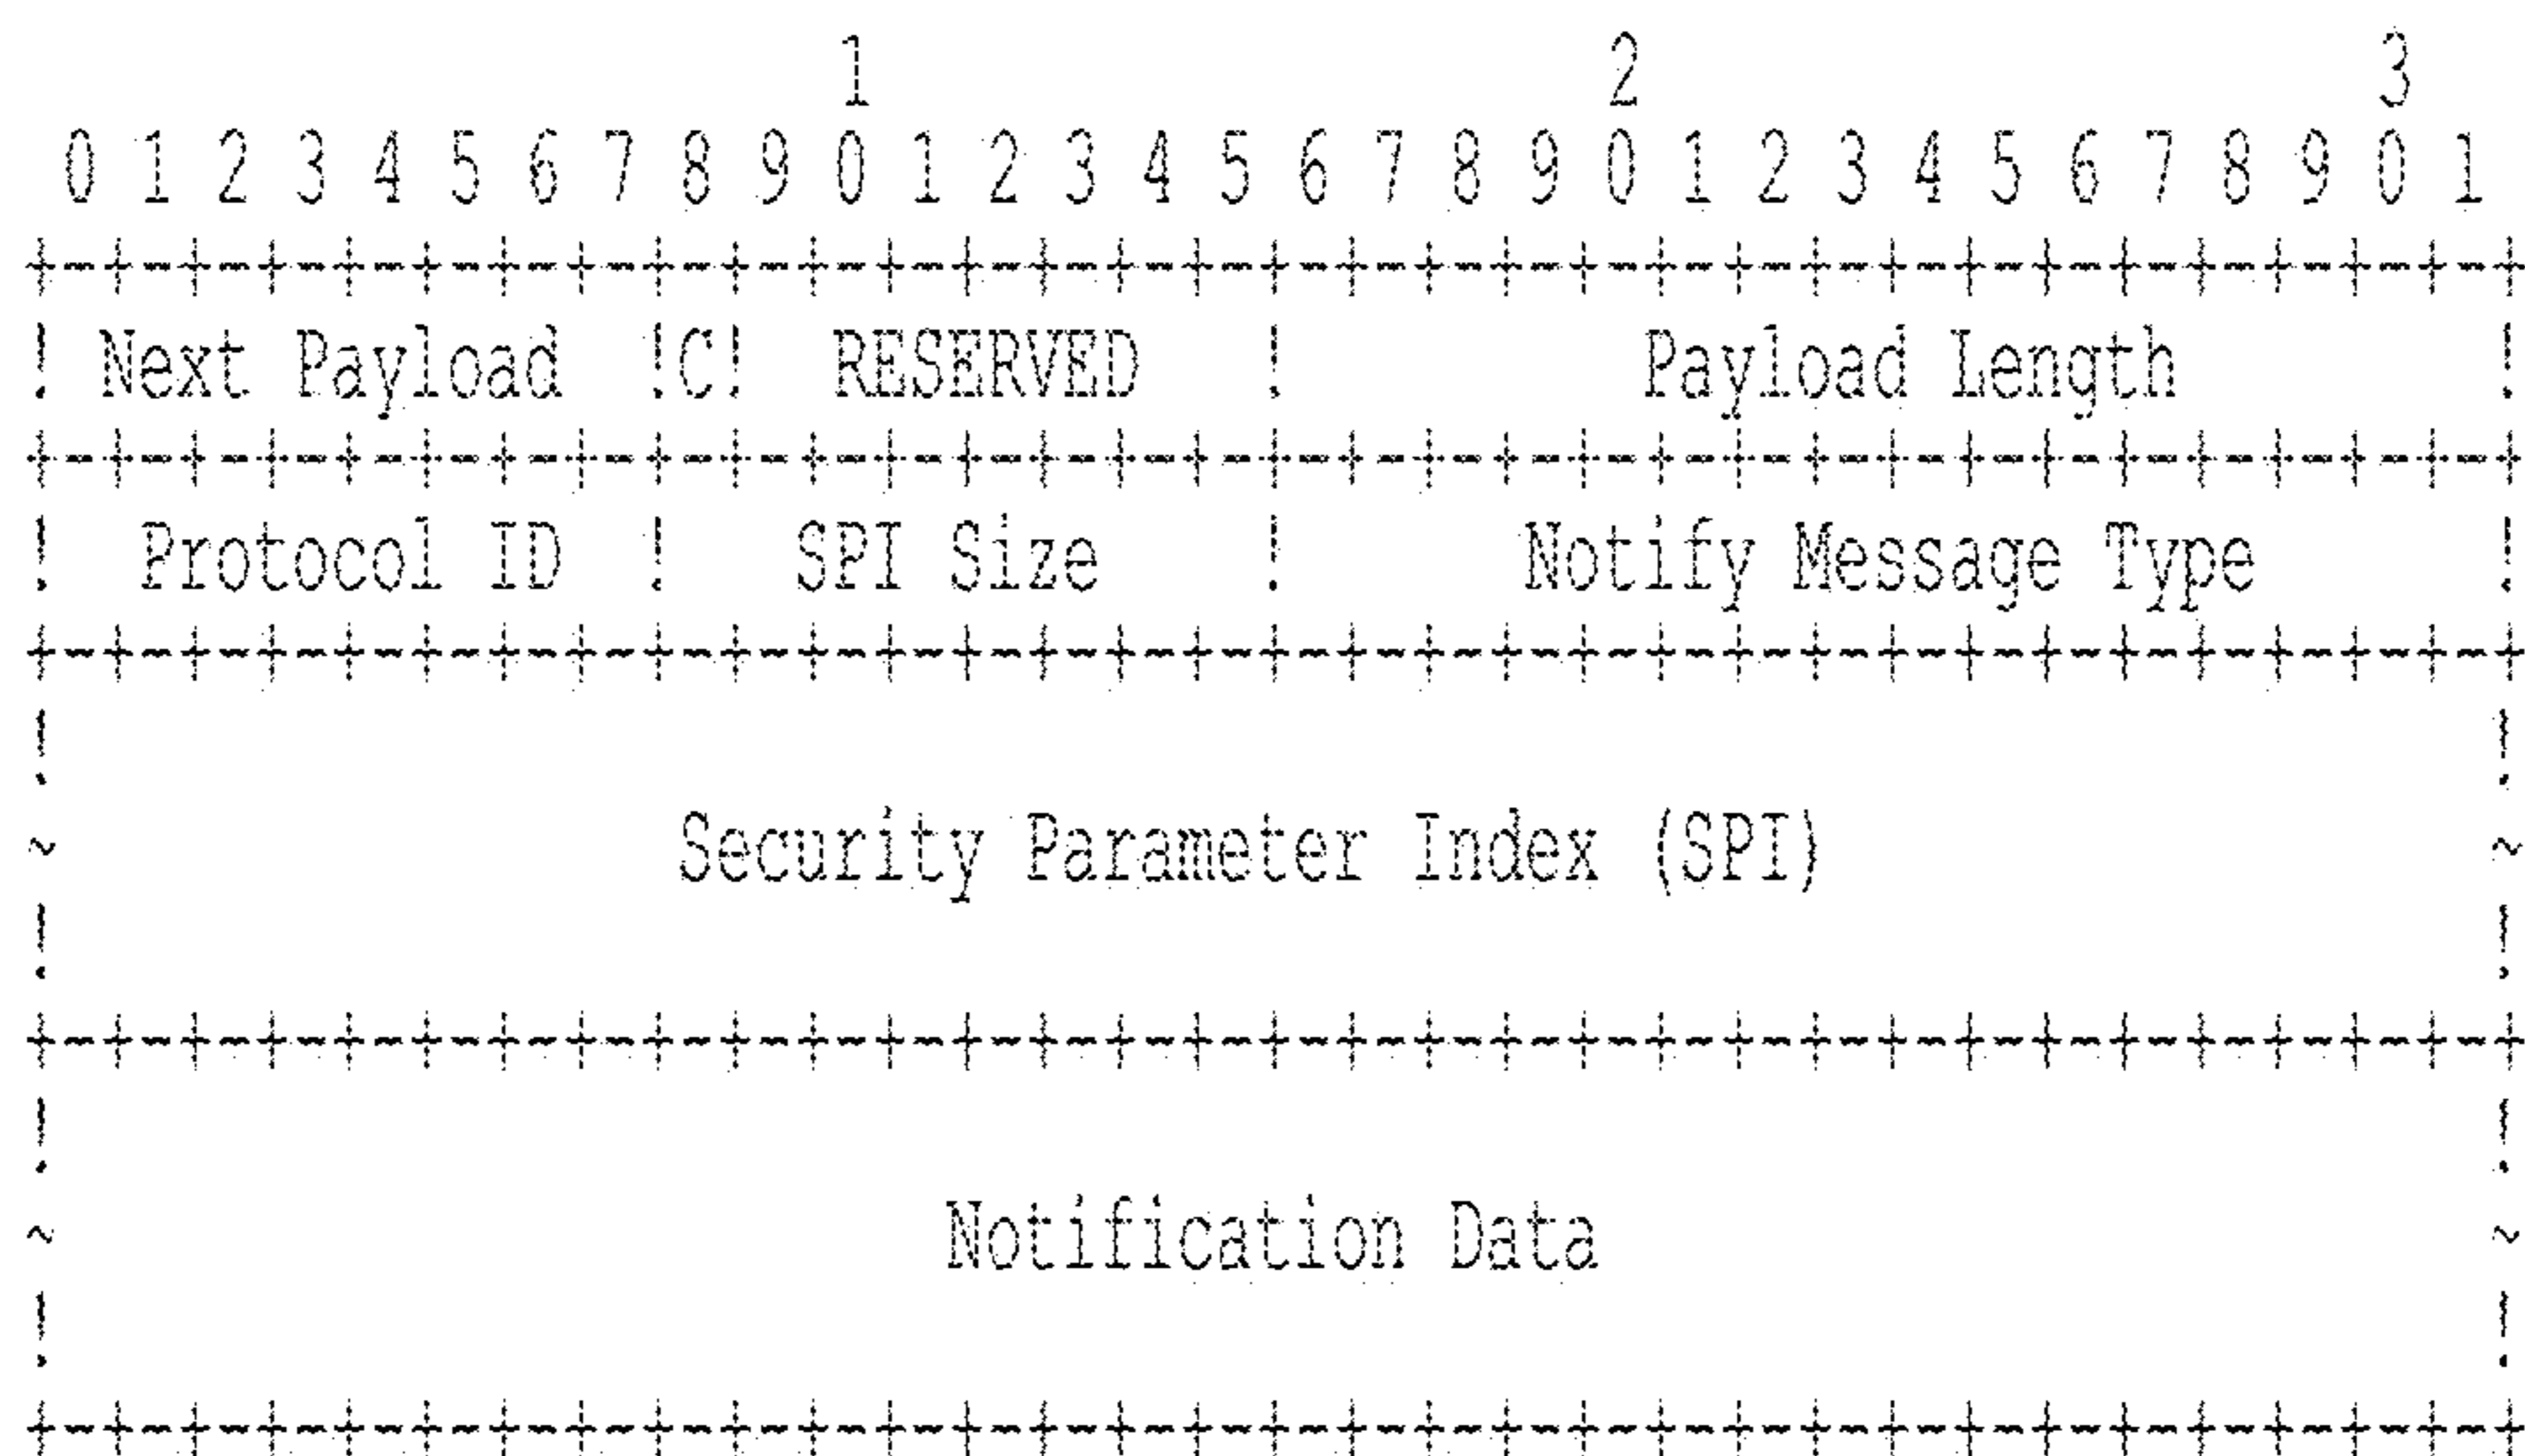 1                   2                   3
 0 1 2 3 4 5 6 7 8 9 0 1 2 3 4 5 6 7 8 9 0 1 2 3 4 5 6 7 8 9 0 1
+-+-+-+-+-+-+-+-+-+-+-+-+-+-+-+-+-+-+-+-+-+-+-+-+-+-+-+-+-+-+-+-+
! Next Payload  !C!  RESERVED   !         Payload Length        !
+-+-+-+-+-+-+-+-+-+-+-+-+-+-+-+-+-+-+-+-+-+-+-+-+-+-+-+-+-+-+-+-+
!  Protocol ID  !   SPI Size    !      Notify Message Type      !
+-+-+-+-+-+-+-+-+-+-+-+-+-+-+-+-+-+-+-+-+-+-+-+-+-+-+-+-+-+-+-+-+
!                                                               !
~                Security Parameter Index (SPI)                 ~
!                                                               !
+-+-+-+-+-+-+-+-+-+-+-+-+-+-+-+-+-+-+-+-+-+-+-+-+-+-+-+-+-+-+-+-+
!                                                               !
~                       Notification Data                       ~
!                                                               !
+-+-+-+-+-+-+-+-+-+-+-+-+-+-+-+-+-+-+-+-+-+-+-+-+-+-+-+-+-+-+-+-+